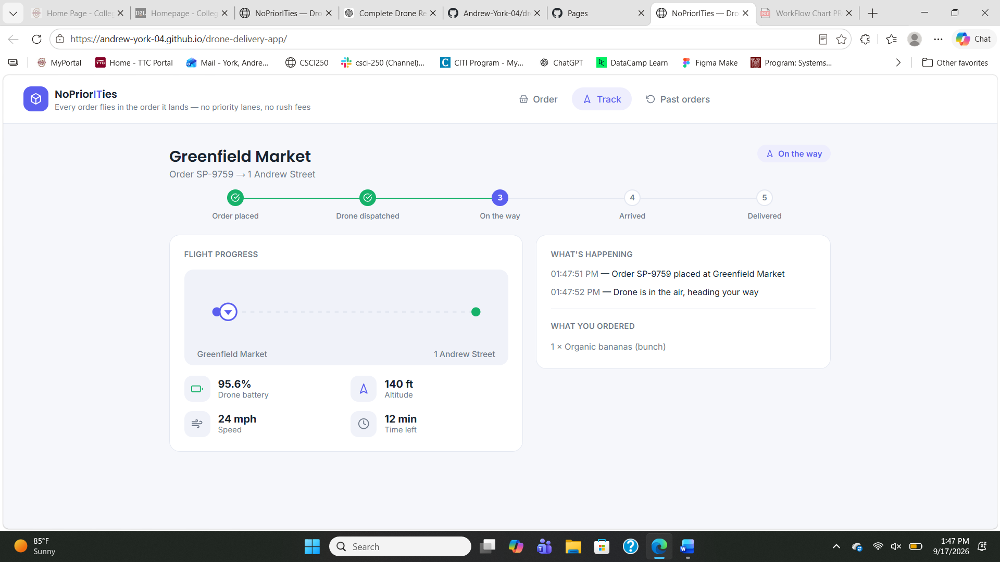 Home Page - Colleg
Homepage - Colleg
NoPriorITies — Dro
Complete Drone Re
Andrew-York-04/dr
Pages
NoPriorITies — Dro
WorkFlow Chart PR
https://andrew-york-04.github.io/drone-delivery-app/
Chat
MyPortal
Home - TTC Portal
Mail - York, Andre...
CSCI250
csci-250 (Channel)...
CITI Program - My...
ChatGPT
DataCamp Learn
Figma Make
Program: Systems...
Other favorites
NoPriorITies
Every order flies in the order it lands — no priority lanes, no rush fees
Order
Track
Past orders
Greenfield Market
On the way
Order SP-9759 → 1 Andrew Street
3
4
5
Order placed
Drone dispatched
On the way
Arrived
Delivered
FLIGHT PROGRESS
Greenfield Market
1 Andrew Street
95.6%
Drone battery
140 ft
Altitude
24 mph
Speed
12 min
Time left
WHAT'S HAPPENING
01:47:51 PM — Order SP-9759 placed at Greenfield Market
01:47:52 PM — Drone is in the air, heading your way
WHAT YOU ORDERED
1 × Organic bananas (bunch)
85°F
Sunny
Search
1:47 PM
9/17/2026